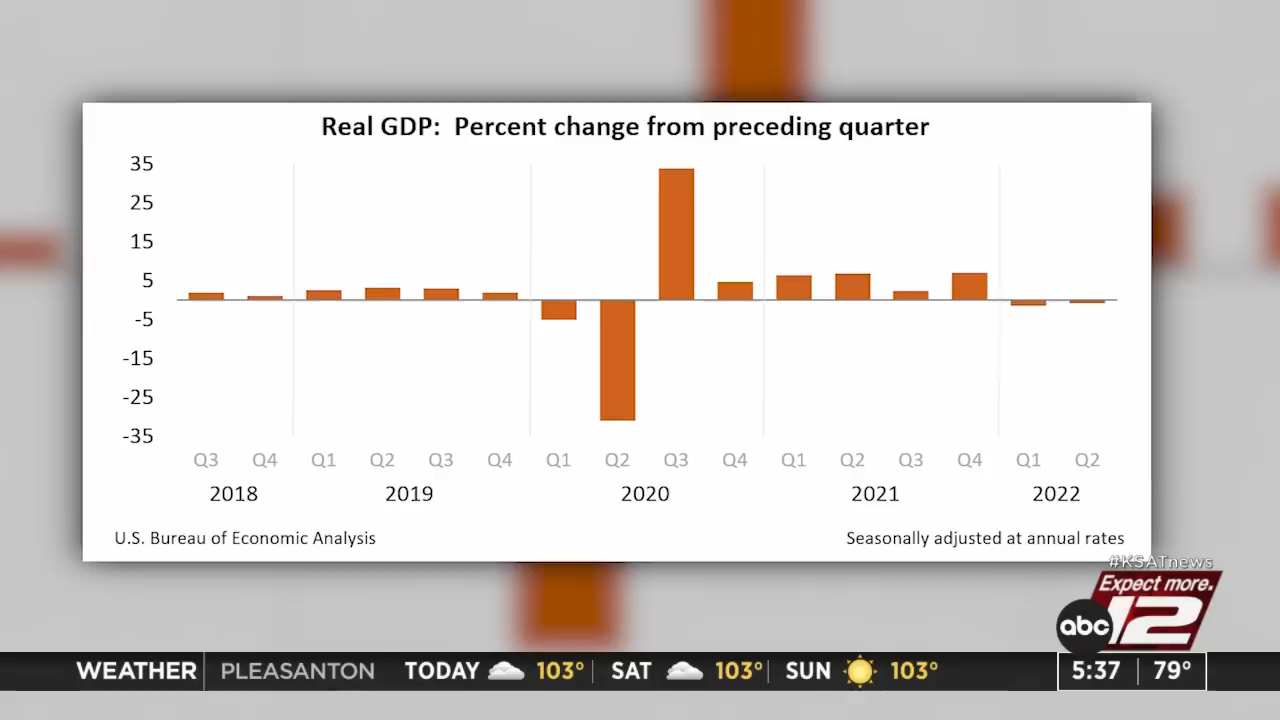 Real GDP:  Percent change from preceding quarter
35
25
15
5
-5
-15
-25
-35
Q3 Q4 Q1 Q2 Q3 Q4 Q1 Q2 Q3 Q4 Q1 Q2 Q3 Q4 Q1 Q2
2018 2019 2020 2021 2022
U.S. Bureau of Economic Analysis
Seasonally adjusted at annual rates
#KSATnews
Expect more.
abc 12
WEATHER PLEASANTON TODAY 103° SAT 103° SUN 103° 5:37 79°